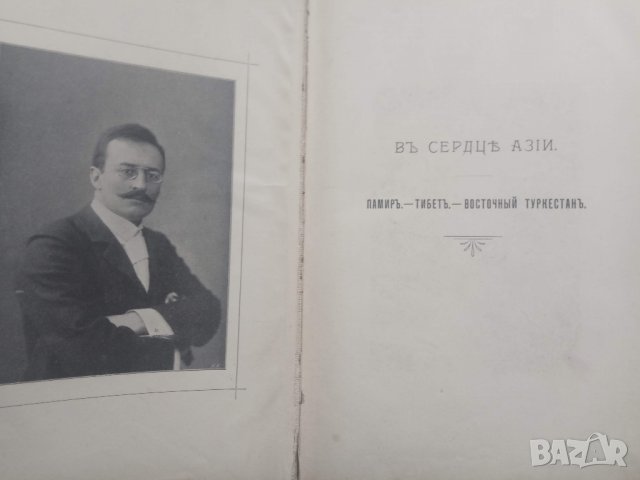 ВЪ СЕРДЦѢ АЗІИ.
ПАМИРЪ.—ТИБЕТЪ.—ВОСТОЧНЫЙ ТУРКЕСТАНЪ.
BAZAR